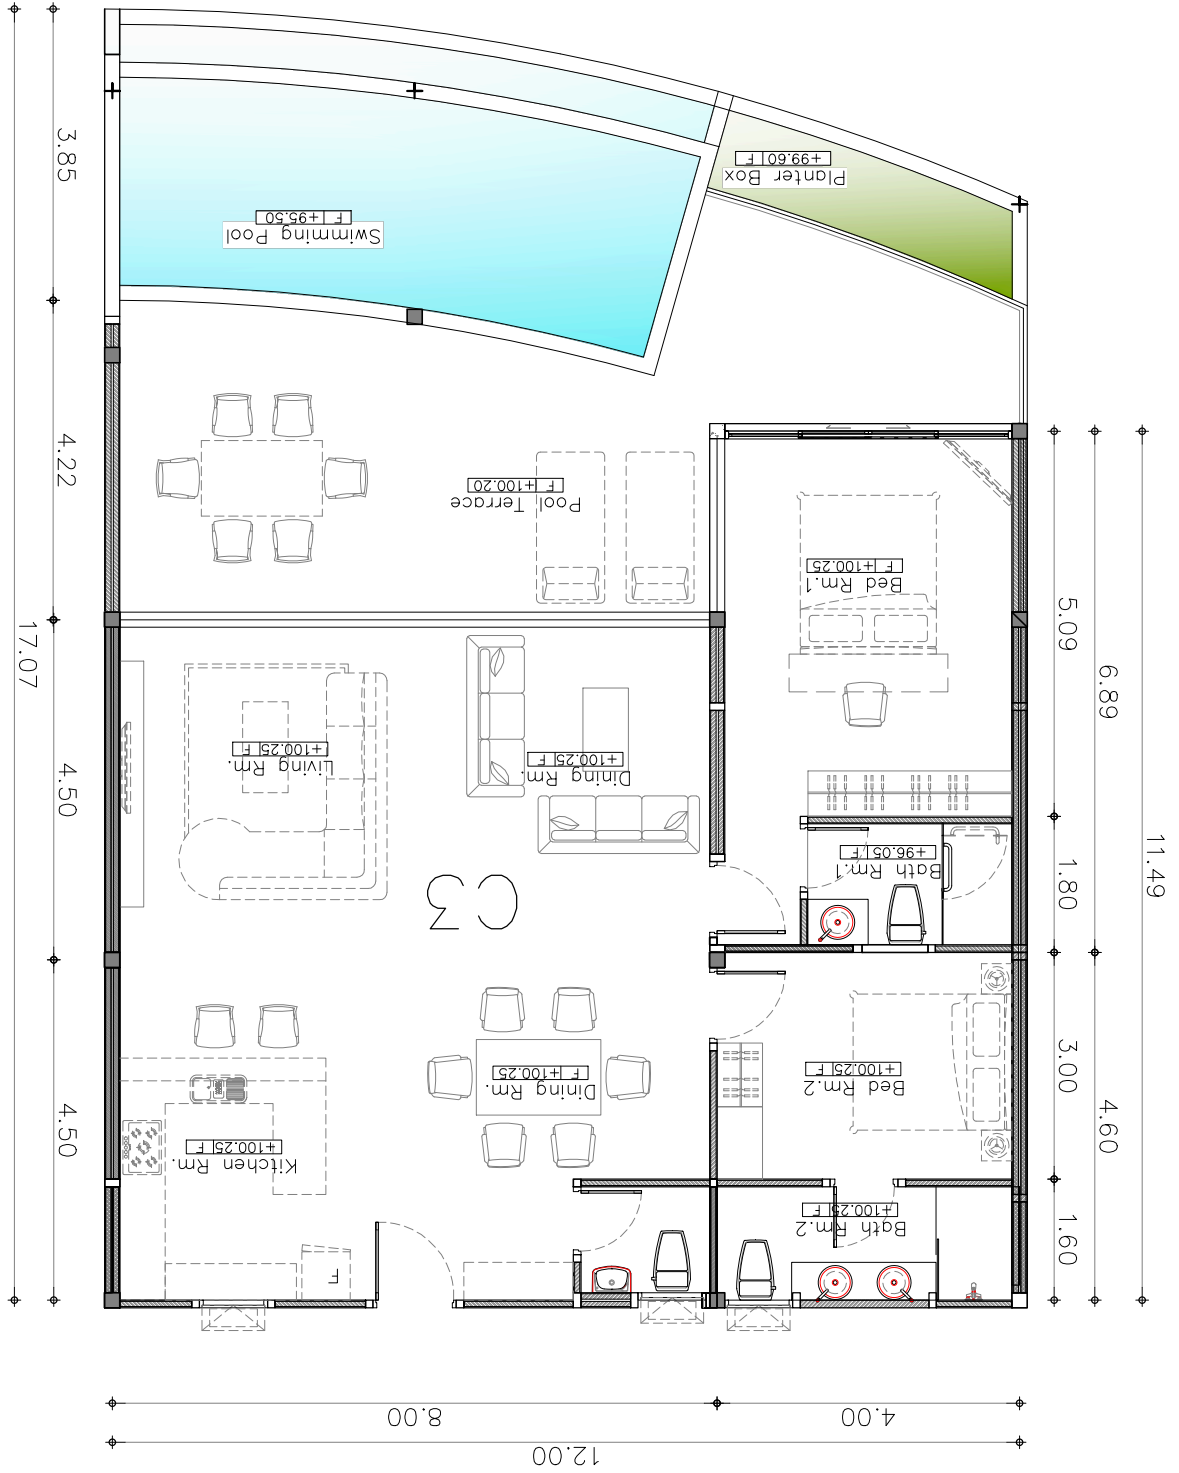 12.00
4.00
8.00
Bath Rm.2
F +100.25
F
Kitchen Rm.
+100.25 F
Dining Rm.
F +100.25
Bed Rm.2
+100.25 F
C3
Bath Rm.1
+96.05 F
Living Rm.
+100.25 F
Dining Rm.
+100.25 F
Bed Rm.1
F +100.25
Pool Terrace
F +100.20
Swimming Pool
F +95.50
Planter Box
+99.60 F
3.85
4.22
4.50
4.50
17.07
5.09
1.80
3.00
1.60
6.89
4.60
11.49